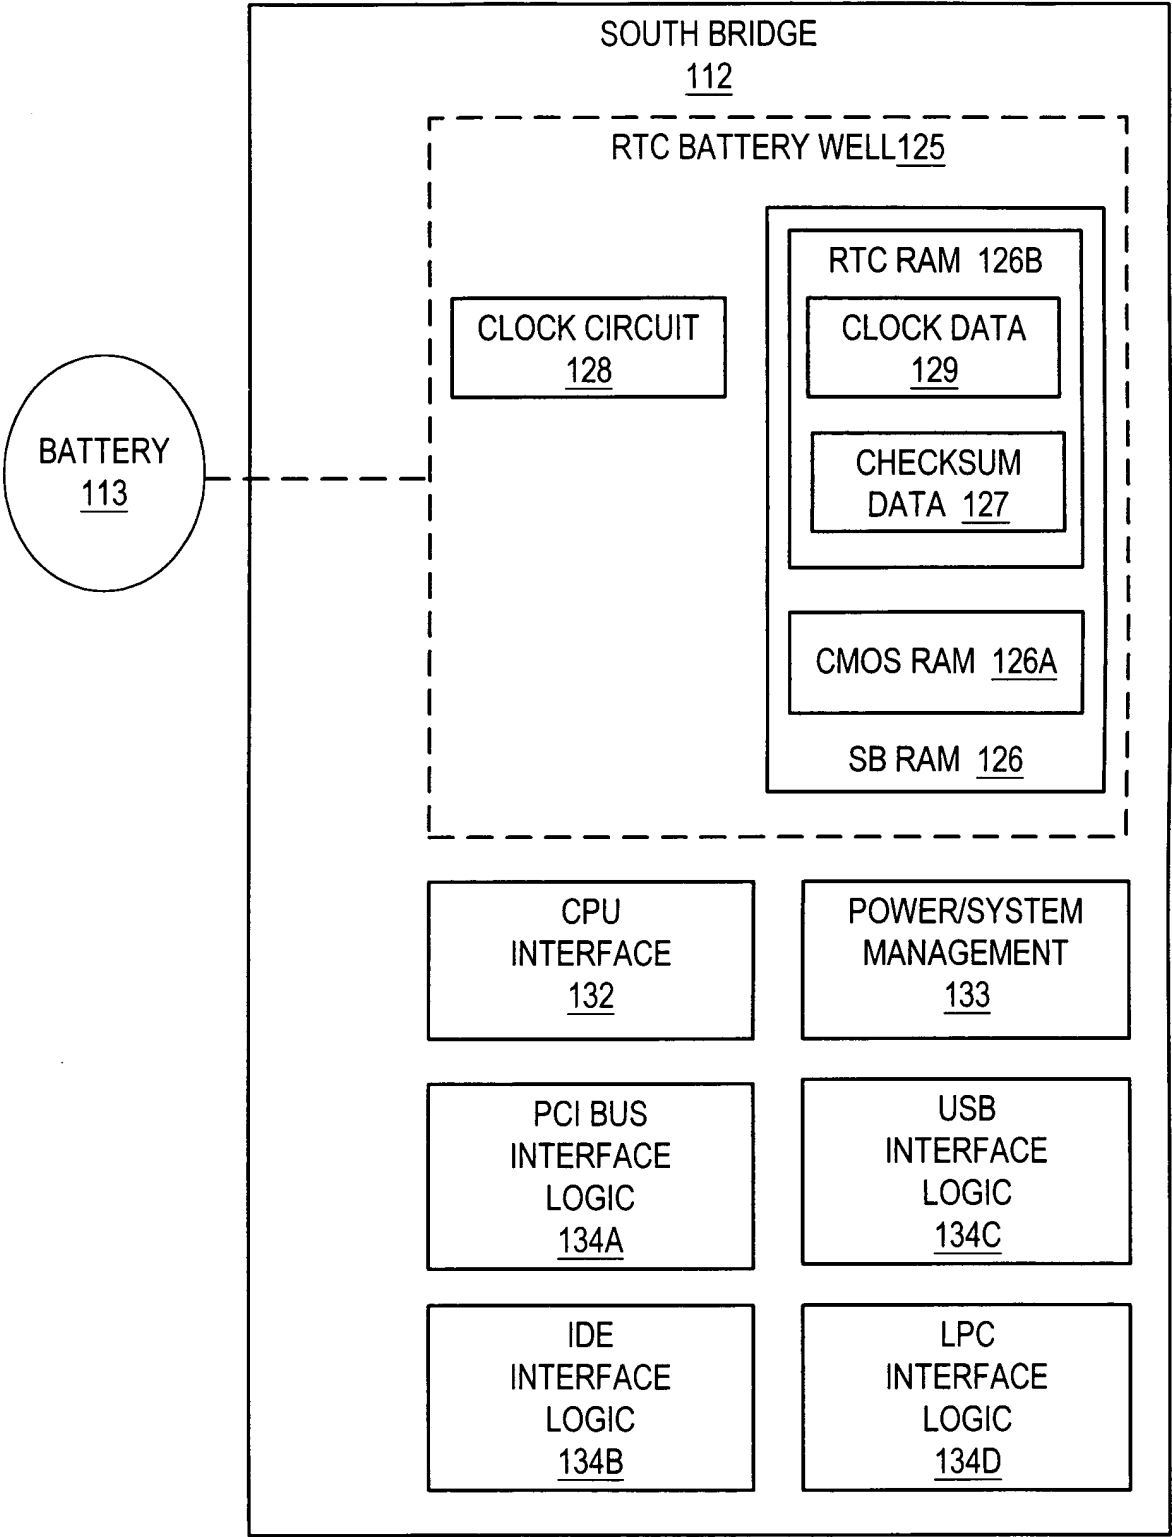 SOUTH BRIDGE
112
RTC BATTERY WELL125
RTC RAM 126B
CLOCK CIRCUIT
128
CLOCK DATA
129
BATTERY
113
CHECKSUM
DATA 127
CMOS RAM 126A
SB RAM 126
CPU
INTERFACE
132
POWER/SYSTEM
MANAGEMENT
133
PCI BUS
INTERFACE
LOGIC
134A
USB
INTERFACE
LOGIC
134C
IDE
INTERFACE
LOGIC
134B
LPC
INTERFACE
LOGIC
134D